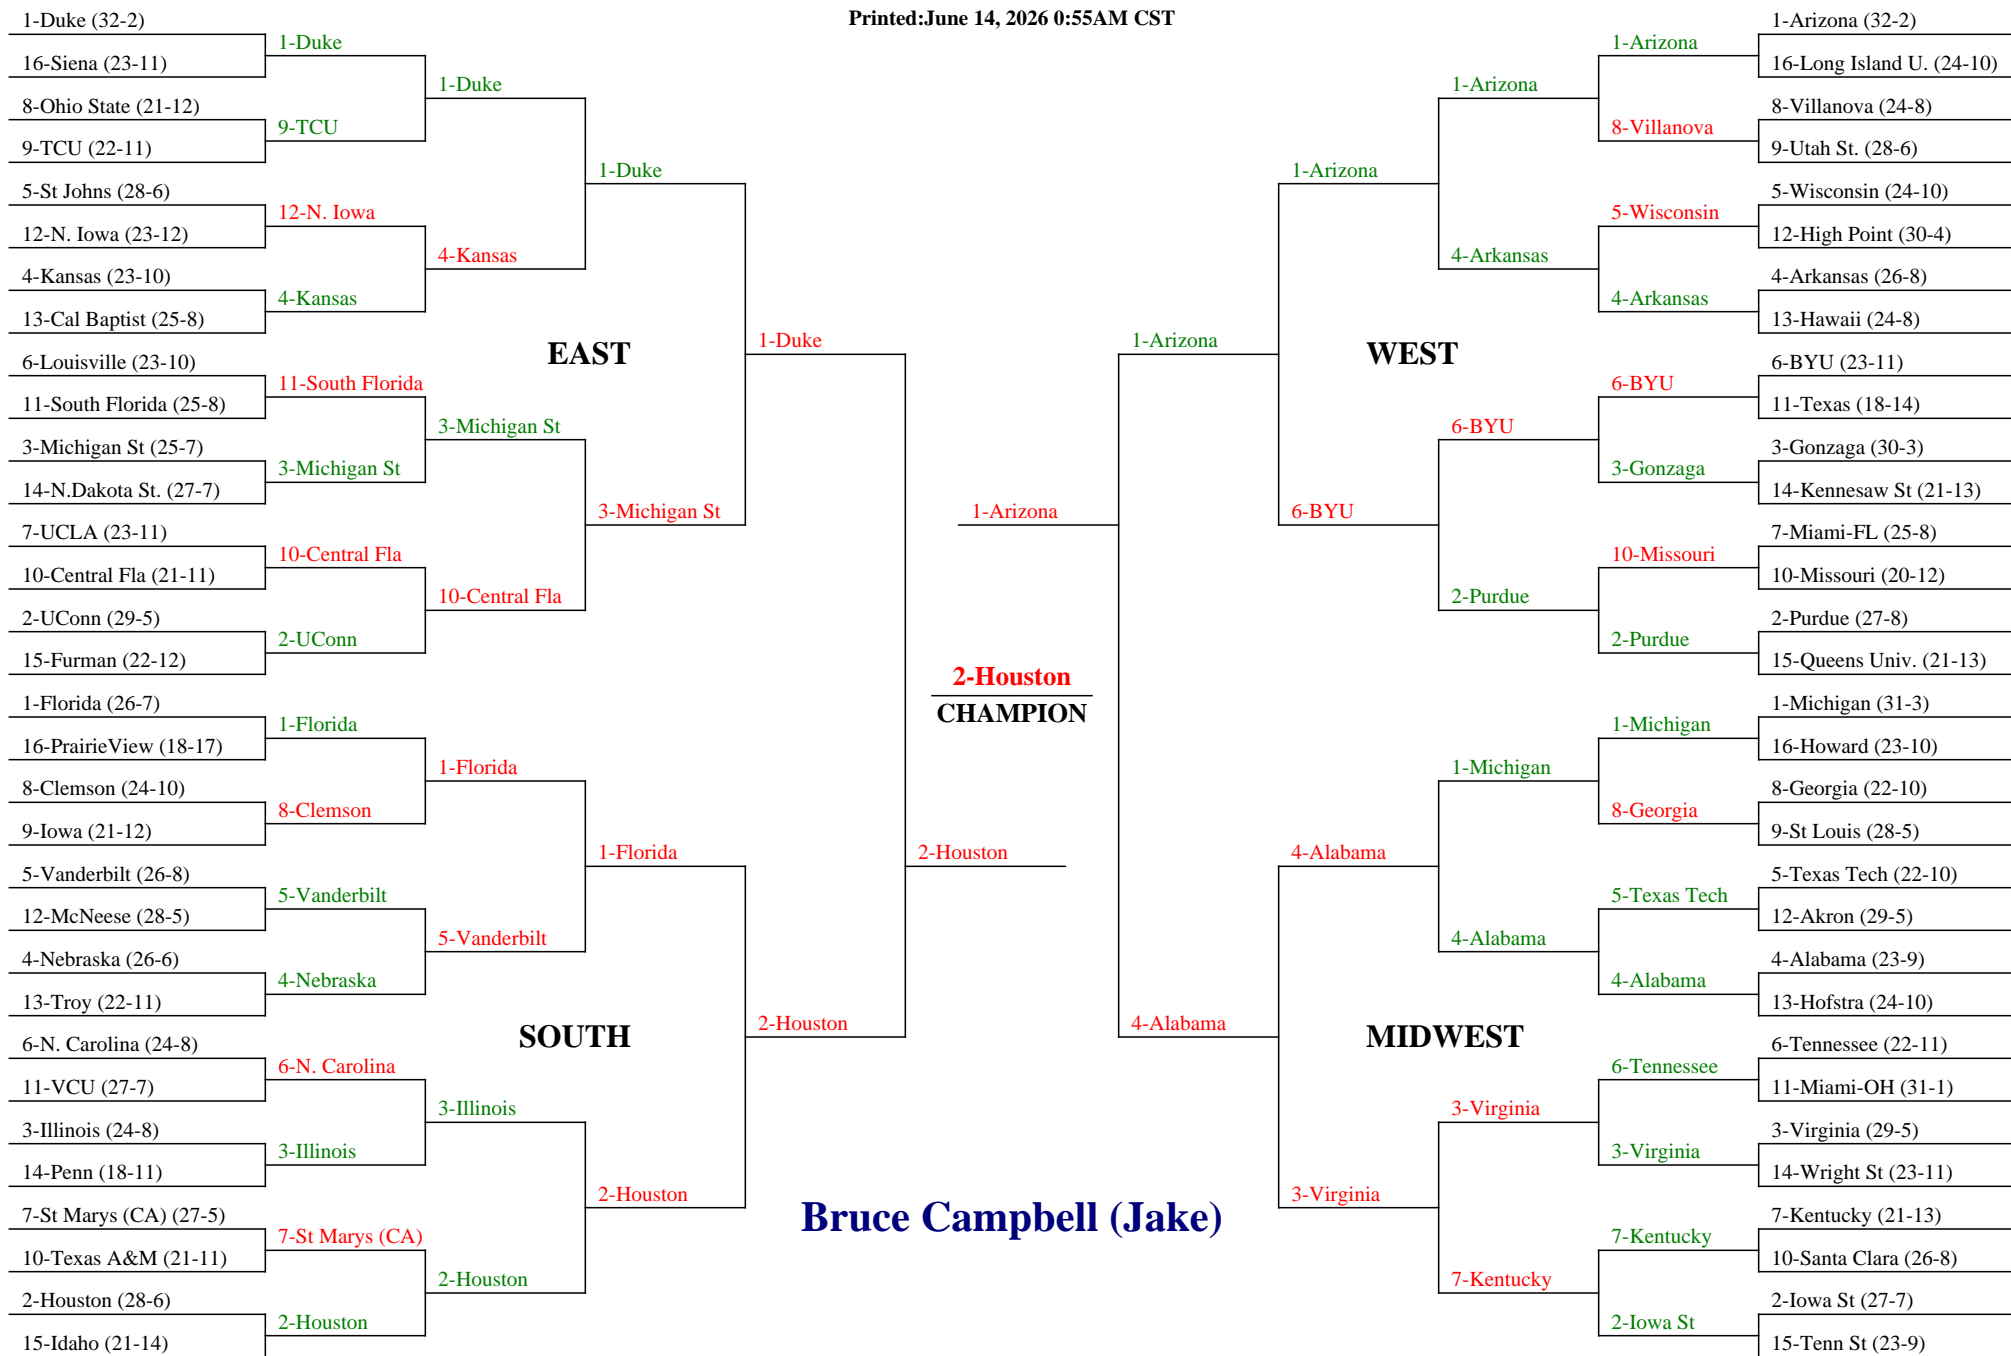 Printed:June 14, 2026 0:55AM CST
1-Duke (32-2)
16-Siena (23-11)
8-Ohio State (21-12)
9-TCU (22-11)
5-St Johns (28-6)
12-N. Iowa (23-12)
4-Kansas (23-10)
13-Cal Baptist (25-8)
6-Louisville (23-10)
11-South Florida (25-8)
3-Michigan St (25-7)
14-N.Dakota St. (27-7)
7-UCLA (23-11)
10-Central Fla (21-11)
2-UConn (29-5)
15-Furman (22-12)
1-Florida (26-7)
16-PrairieView (18-17)
8-Clemson (24-10)
9-Iowa (21-12)
5-Vanderbilt (26-8)
12-McNeese (28-5)
4-Nebraska (26-6)
13-Troy (22-11)
6-N. Carolina (24-8)
11-VCU (27-7)
3-Illinois (24-8)
14-Penn (18-11)
7-St Marys (CA) (27-5)
10-Texas A&M (21-11)
2-Houston (28-6)
15-Idaho (21-14)
1-Duke
9-TCU
12-N. Iowa
4-Kansas
11-South Florida
3-Michigan St
10-Central Fla
2-UConn
1-Florida
8-Clemson
5-Vanderbilt
4-Nebraska
6-N. Carolina
3-Illinois
7-St Marys (CA)
2-Houston
1-Duke
4-Kansas
3-Michigan St
10-Central Fla
1-Florida
5-Vanderbilt
3-Illinois
2-Houston
1-Duke
3-Michigan St
1-Florida
2-Houston
EAST
SOUTH
1-Duke
2-Houston
2-Houston
1-Arizona
2-Houston
CHAMPION
Bruce Campbell (Jake)
1-Arizona
4-Alabama
WEST
MIDWEST
1-Arizona
6-BYU
4-Alabama
3-Virginia
1-Arizona
4-Arkansas
6-BYU
2-Purdue
1-Michigan
4-Alabama
3-Virginia
7-Kentucky
1-Arizona
8-Villanova
5-Wisconsin
4-Arkansas
6-BYU
3-Gonzaga
10-Missouri
2-Purdue
1-Michigan
8-Georgia
5-Texas Tech
4-Alabama
6-Tennessee
3-Virginia
7-Kentucky
2-Iowa St
1-Arizona (32-2)
16-Long Island U. (24-10)
8-Villanova (24-8)
9-Utah St. (28-6)
5-Wisconsin (24-10)
12-High Point (30-4)
4-Arkansas (26-8)
13-Hawaii (24-8)
6-BYU (23-11)
11-Texas (18-14)
3-Gonzaga (30-3)
14-Kennesaw St (21-13)
7-Miami-FL (25-8)
10-Missouri (20-12)
2-Purdue (27-8)
15-Queens Univ. (21-13)
1-Michigan (31-3)
16-Howard (23-10)
8-Georgia (22-10)
9-St Louis (28-5)
5-Texas Tech (22-10)
12-Akron (29-5)
4-Alabama (23-9)
13-Hofstra (24-10)
6-Tennessee (22-11)
11-Miami-OH (31-1)
3-Virginia (29-5)
14-Wright St (23-11)
7-Kentucky (21-13)
10-Santa Clara (26-8)
2-Iowa St (27-7)
15-Tenn St (23-9)